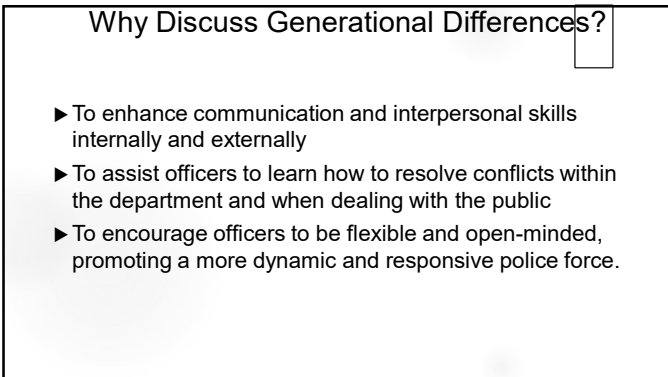 Why Discuss Generational Differences?
▶ To enhance communication and interpersonal skills
internally and externally
▶ To assist officers to learn how to resolve conflicts within
the department and when dealing with the public
▶ To encourage officers to be flexible and open-minded,
promoting a more dynamic and responsive police force.